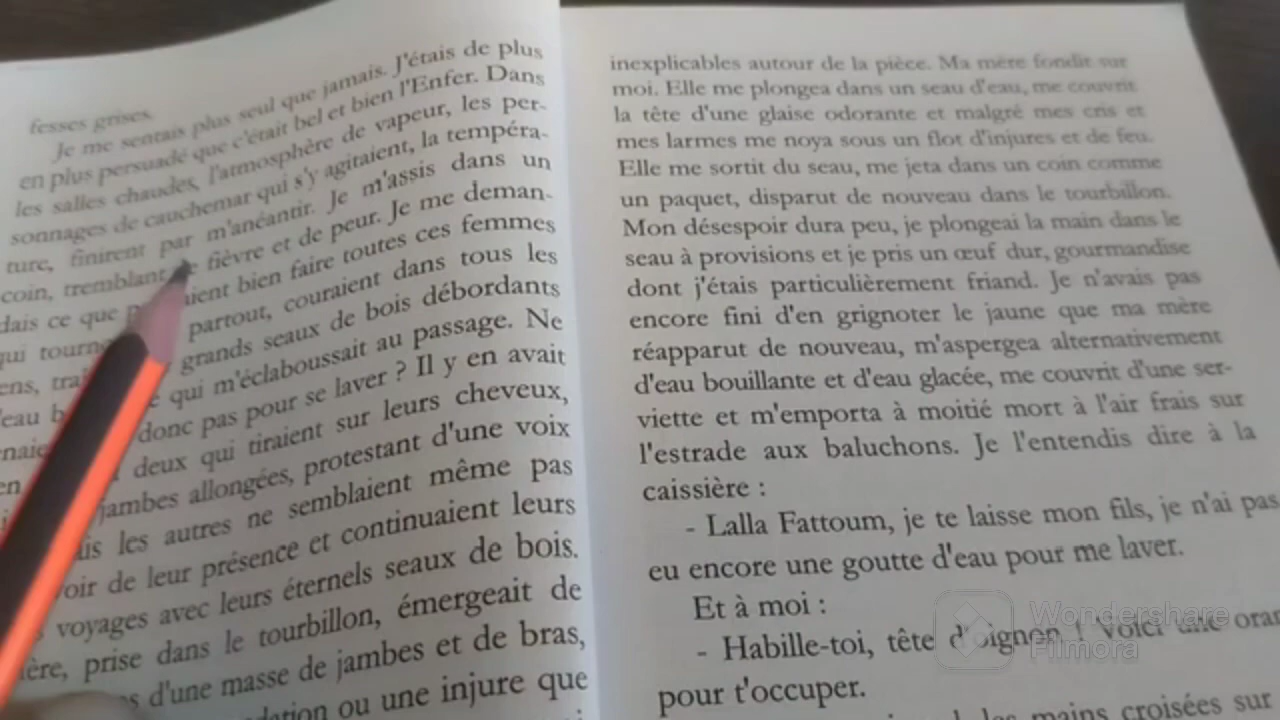 fesses grises.
Je me sentais plus seul que jamais. J'étais de plus
en plus persuadé que c'était bel et bien l'Enfer. Dans
les salles chaudes, l'atmosphère de vapeur, les per-
sonnages de cauchemar qui s'y agitaient, la tempéra-
ture, finirent par m'anéantir. Je m'assis dans un
coin, tremblant de fièvre et de peur. Je me deman-
dais ce que bien faire toutes ces femmes
qui partout, couraient dans tous les
grands seaux de bois débordants
qui m'éclaboussait au passage. Ne
donc pas pour se laver ? Il y en avait
deux qui tiraient sur leurs cheveux,
jambes allongées, protestant d'une voix
les autres ne semblaient même pas
de leur présence et continuaient leurs
voyages avec leurs éternels seaux de bois.
prise dans le tourbillon, émergeait de
d'une masse de jambes et de bras,
ou une injure que
inexplicables autour de la pièce. Ma mère fondit sur
moi. Elle me plongea dans un seau d'eau, me couvrit
la tête d'une glaise odorante et malgré mes cris et
mes larmes me noya sous un flot d'injures et de feu.
Elle me sortit du seau, me jeta dans un coin comme
un paquet, disparut de nouveau dans le tourbillon.
Mon désespoir dura peu, je plongeai la main dans le
seau à provisions et je pris un œuf dur, gourmandise
dont j'étais particulièrement friand. Je n'avais pas
encore fini d'en grignoter le jaune que ma mère
réapparut de nouveau, m'aspergea alternativement
d'eau bouillante et d'eau glacée, me couvrit d'une ser-
viette et m'emporta à moitié mort à l'air frais sur
l'estrade aux baluchons. Je l'entendis dire à la
caissière :
- Lalla Fattoum, je te laisse mon fils, je n'ai pas
eu encore une goutte d'eau pour me laver.
Et à moi :
- Habille-toi, tête d'oignon ! Voici une oran
pour t'occuper.
les mains croisées sur
Wondershare
Filmora